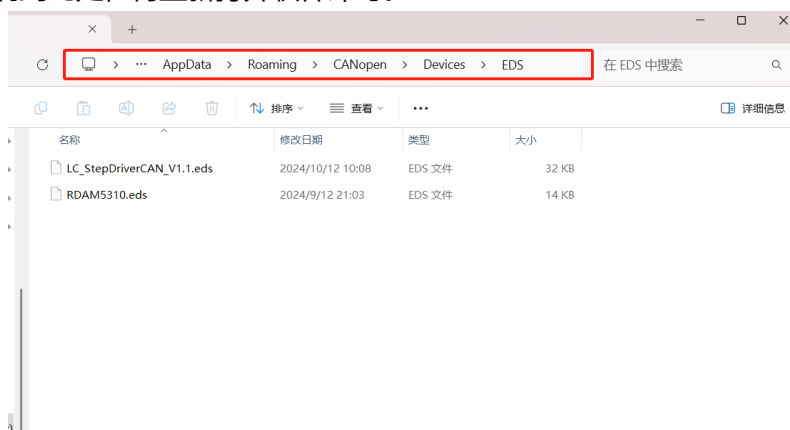 AppData > Roaming > CANopen > Devices > EDS
在 EDS 中搜索
排序
查看
详细信息
名称 修改日期 类型 大小
LC_StepDriverCAN_V1.1.eds 2024/10/12 10:08 EDS 文件 32 KB
RDAM5310.eds 2024/9/12 21:03 EDS 文件 14 KB